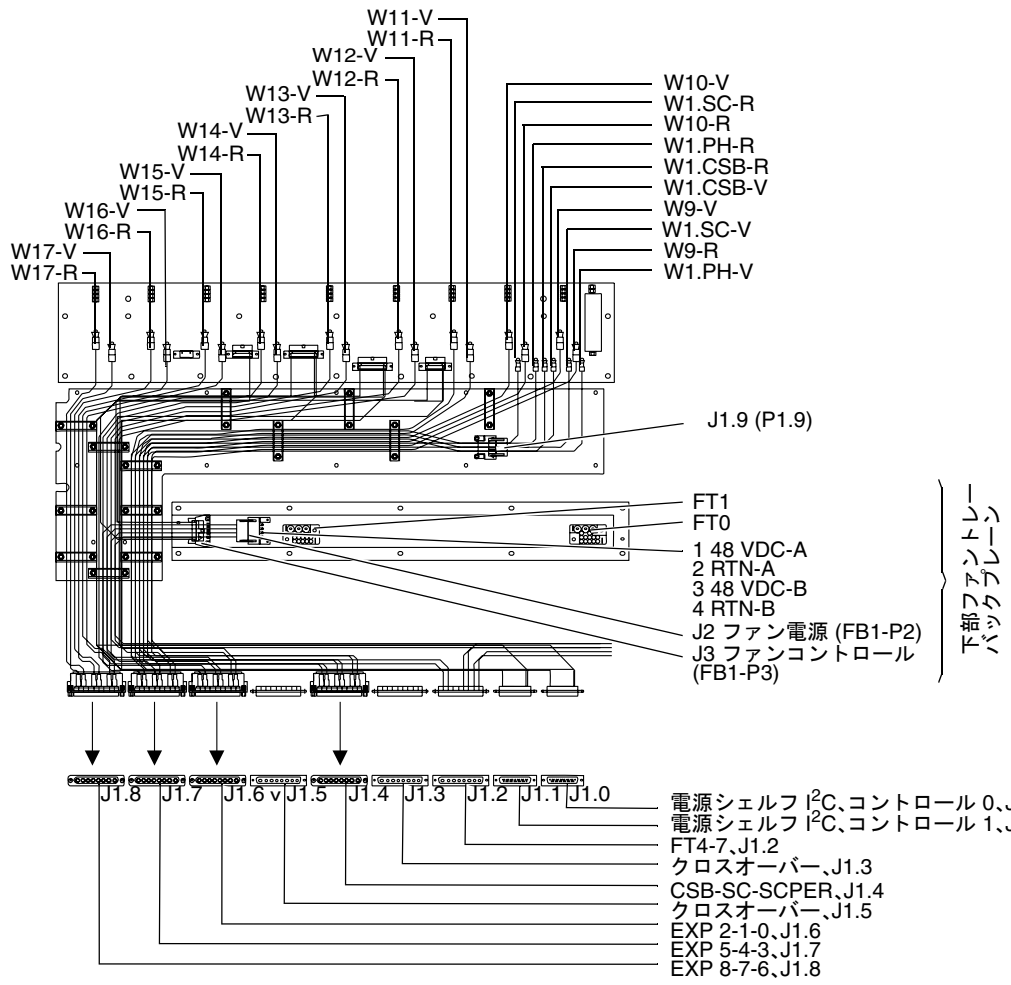 W11-V
W11-R
W12-V
W12-R
W13-V
W13-R
W14-V
W14-R
W15-V
W15-R
W16-V
W16-R
W17-V
W17-R
W10-V
W1.SC-R
W10-R
W1.PH-R
W1.CSB-R
W1.CSB-V
W9-V
W1.SC-V
W9-R
W1.PH-V
J1.9 (P1.9)
FT1
FT0
1 48 VDC-A
2 RTN-A
3 48 VDC-B
4 RTN-B
J2 ファン電源 (FB1-P2)
J3 ファンコントロール
(FB1-P3)
下部ファントレー
バックプレーン
J1.8 J1.7 J1.6 v J1.5 J1.4 J1.3 J1.2 J1.1 J1.0
電源シェルフ I²C、コントロール 0、J
電源シェルフ I²C、コントロール 1、J
FT4-7、J1.2
クロスオーバー、J1.3
CSB-SC-SCPER、J1.4
クロスオーバー、J1.5
EXP 2-1-0、J1.6
EXP 5-4-3、J1.7
EXP 8-7-6、J1.8